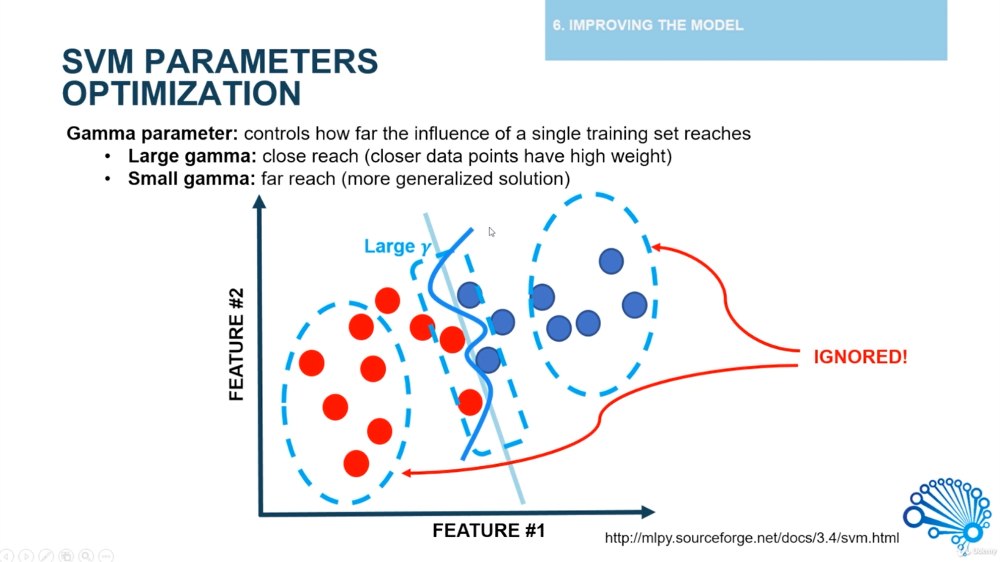 6. IMPROVING THE MODEL
SVM PARAMETERS
OPTIMIZATION
Gamma parameter: controls how far the influence of a single training set reaches
• Large gamma: close reach (closer data points have high weight)
• Small gamma: far reach (more generalized solution)
Large γ
FEATURE #2
IGNORED!
FEATURE #1
http://mlpy.sourceforge.net/docs/3.4/svm.html
Udemy